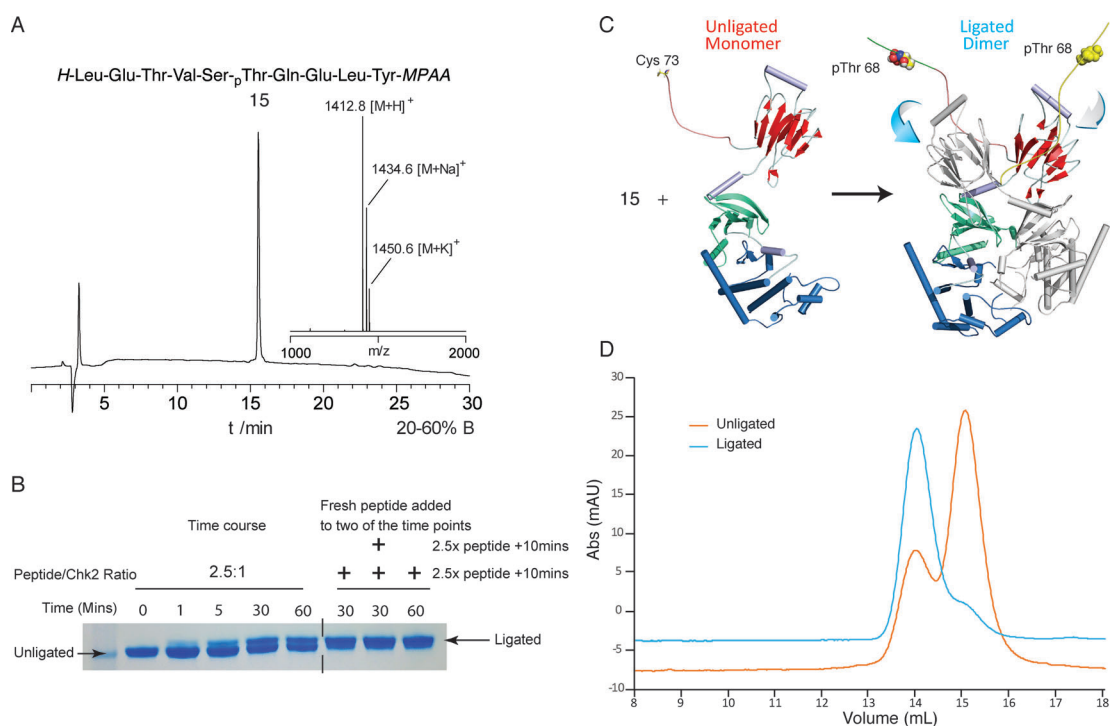 A
H-Leu-Glu-Thr-Val-Ser-pThr-Gln-Glu-Leu-Tyr-MPAA
15
1412.8 [M+H]+
1434.6 [M+Na]+
1450.6 [M+K]+
1000 m/z 2000
5 10 15 20 25 30
t /min 20-60% B
B
Fresh peptide added
to two of the time points
Time course
+ 2.5x peptide +10mins
Peptide/Chk2 Ratio 2.5:1 + + + 2.5x peptide +10mins
Time (Mins) 0 1 5 30 60 30 30 60
Unligated
Ligated
C
Unligated
Monomer
Ligated
Dimer
Cys 73
pThr 68
pThr 68
15 +
D
Unligated
Ligated
Abs (mAU)
30
25
20
15
10
5
0
-5
-10
8 9 10 11 12 13 14 15 16 17 18
Volume (mL)